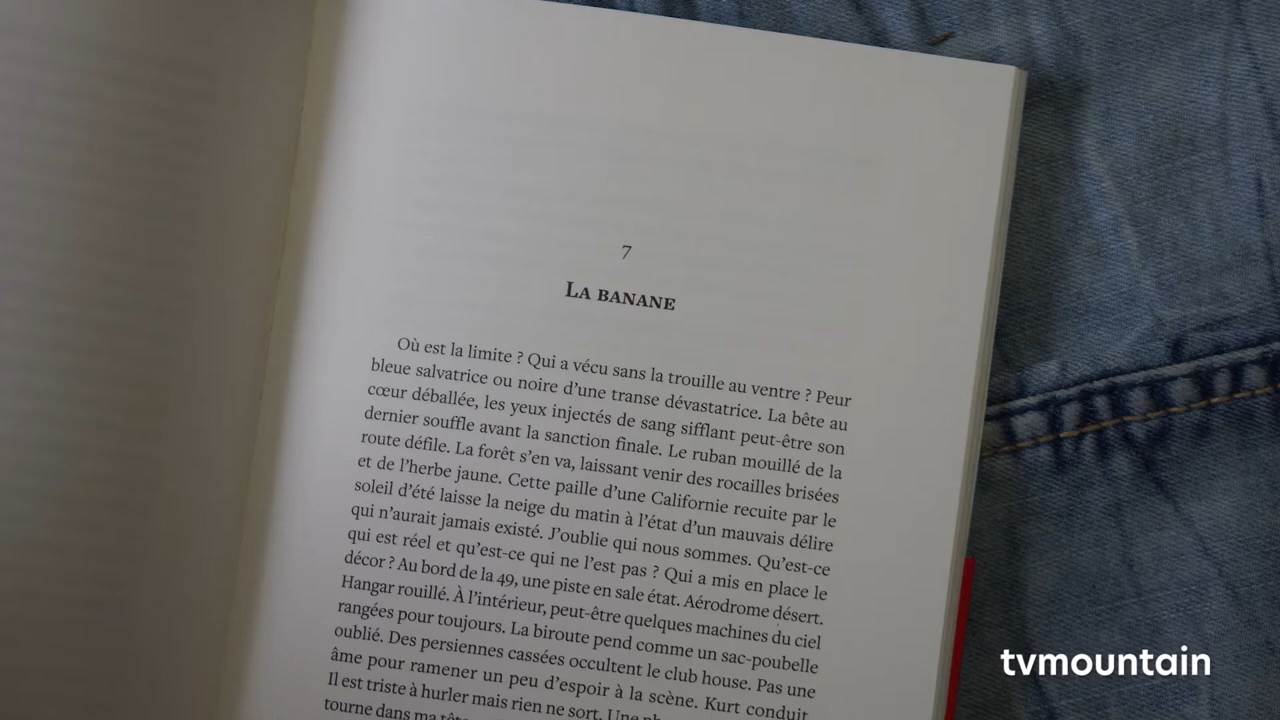 7
LA BANANE
Où est la limite ? Qui a vécu sans la trouille au ventre ? Peur
bleue salvatrice ou noire d'une transe dévastatrice. La bête au
cœur déballée, les yeux injectés de sang sifflant peut-être son
dernier souffle avant la sanction finale. Le ruban mouillé de la
route défile. La forêt s'en va, laissant venir des rocailles brisées
et de l'herbe jaune. Cette paille d'une Californie recuite par le
soleil d'été laisse la neige du matin à l'état d'un mauvais délire
qui n'aurait jamais existé. J'oublie qui nous sommes. Qu'est-ce
qui est réel et qu'est-ce qui ne l'est pas ? Qui a mis en place le
décor ? Au bord de la 49, une piste en sale état. Aérodrome désert.
Hangar rouillé. À l'intérieur, peut-être quelques machines du ciel
rangées pour toujours. La biroute pend comme un sac-poubelle
oublié. Des persiennes cassées occultent le club house. Pas une
âme pour ramener un peu d'espoir à la scène. Kurt conduit
Il est triste à hurler mais rien ne sort. Une
tourne dans ma
tvmountain